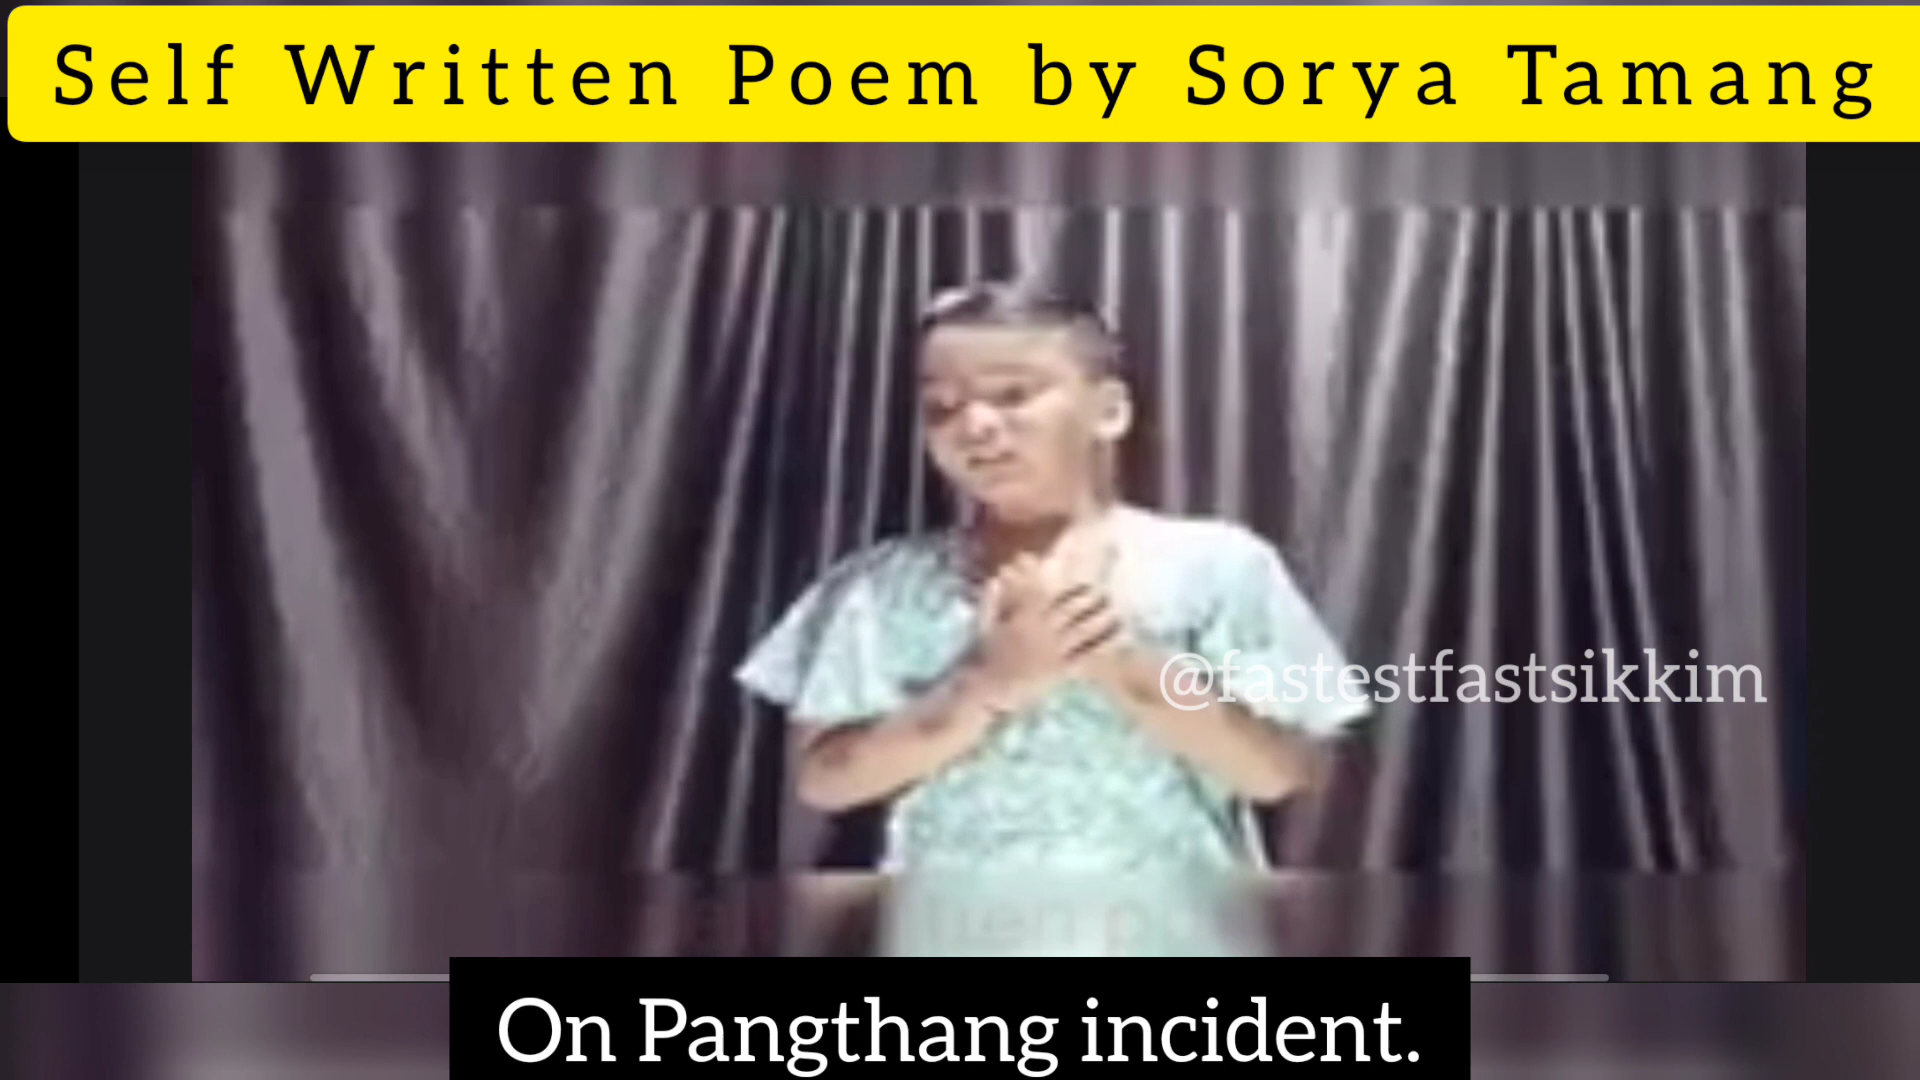 Self Written Poem by Sorya Tamang
@fastestfastsikkim
On Pangthang incident.